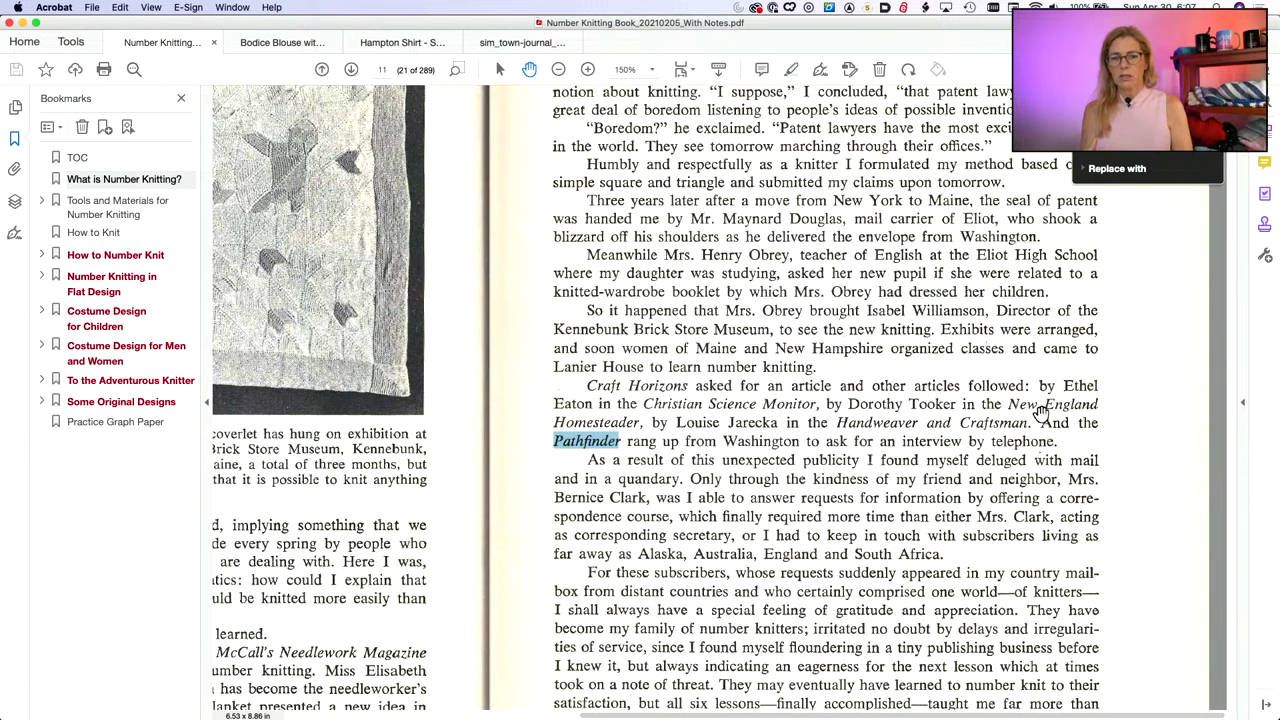 Acrobat File Edit View E-Sign Window Help
100%
Sun Apr 30 6:07
Number Knitting Book_20210205_With Notes.pdf
Home Tools Number Knitting... × Bodice Blouse wit... Hampton Shirt - S... sim_town-journal_...
11 (21 of 289) 150%
Bookmarks
TOC
What is Number Knitting?
Tools and Materials for
Number Knitting
How to Knit
How to Number Knit
Number Knitting in
Flat Design
Costume Design
for Children
Costume Design for Men
and Women
To the Adventurous Knitter
Some Original Designs
Practice Graph Paper
coverlet has hung on exhibition at
Brick Store Museum, Kennebunk,
aine, a total of three months, but
that it is possible to knit anything
d, implying something that we
de every spring by people who
are dealing with. Here I was,
atics: how could I explain that
uld be knitted more easily than
learned.
McCall's Needlework Magazine
umber knitting. Miss Elisabeth
has become the needleworker's
lanket presented a new idea in
6.53 x 8.86 in
notion about knitting. “I suppose,” I concluded, “that patent lawy
great deal of boredom listening to people's ideas of possible inventi
“Boredom?” he exclaimed. “Patent lawyers have the most exci
in the world. They see tomorrow marching through their offices.”
Humbly and respectfully as a knitter I formulated my method based o
simple square and triangle and submitted my claims upon tomorrow.
Three years later after a move from New York to Maine, the seal of patent
was handed me by Mr. Maynard Douglas, mail carrier of Eliot, who shook a
blizzard off his shoulders as he delivered the envelope from Washington.
Meanwhile Mrs. Henry Obrey, teacher of English at the Eliot High School
where my daughter was studying, asked her new pupil if she were related to a
knitted-wardrobe booklet by which Mrs. Obrey had dressed her children.
So it happened that Mrs. Obrey brought Isabel Williamson, Director of the
Kennebunk Brick Store Museum, to see the new knitting. Exhibits were arranged,
and soon women of Maine and New Hampshire organized classes and came to
Lanier House to learn number knitting.
Craft Horizons asked for an article and other articles followed: by Ethel
Eaton in the Christian Science Monitor, by Dorothy Tooker in the New England
Homesteader, by Louise Jarecka in the Handweaver and Craftsman. And the
Pathfinder rang up from Washington to ask for an interview by telephone.
As a result of this unexpected publicity I found myself deluged with mail
and in a quandary. Only through the kindness of my friend and neighbor, Mrs.
Bernice Clark, was I able to answer requests for information by offering a corre-
spondence course, which finally required more time than either Mrs. Clark, acting
as corresponding secretary, or I had to keep in touch with subscribers living as
far away as Alaska, Australia, England and South Africa.
For these subscribers, whose requests suddenly appeared in my country mail-
box from distant countries and who certainly comprised one world—of knitters—
I shall always have a special feeling of gratitude and appreciation. They have
become my family of number knitters; irritated no doubt by delays and irregulari-
ties of service, since I found myself floundering in a tiny publishing business before
I knew it, but always indicating an eagerness for the next lesson which at times
took on a note of threat. They may eventually have learned to number knit to their
satisfaction, but all six lessons—finally accomplished—taught me far more than
Replace with